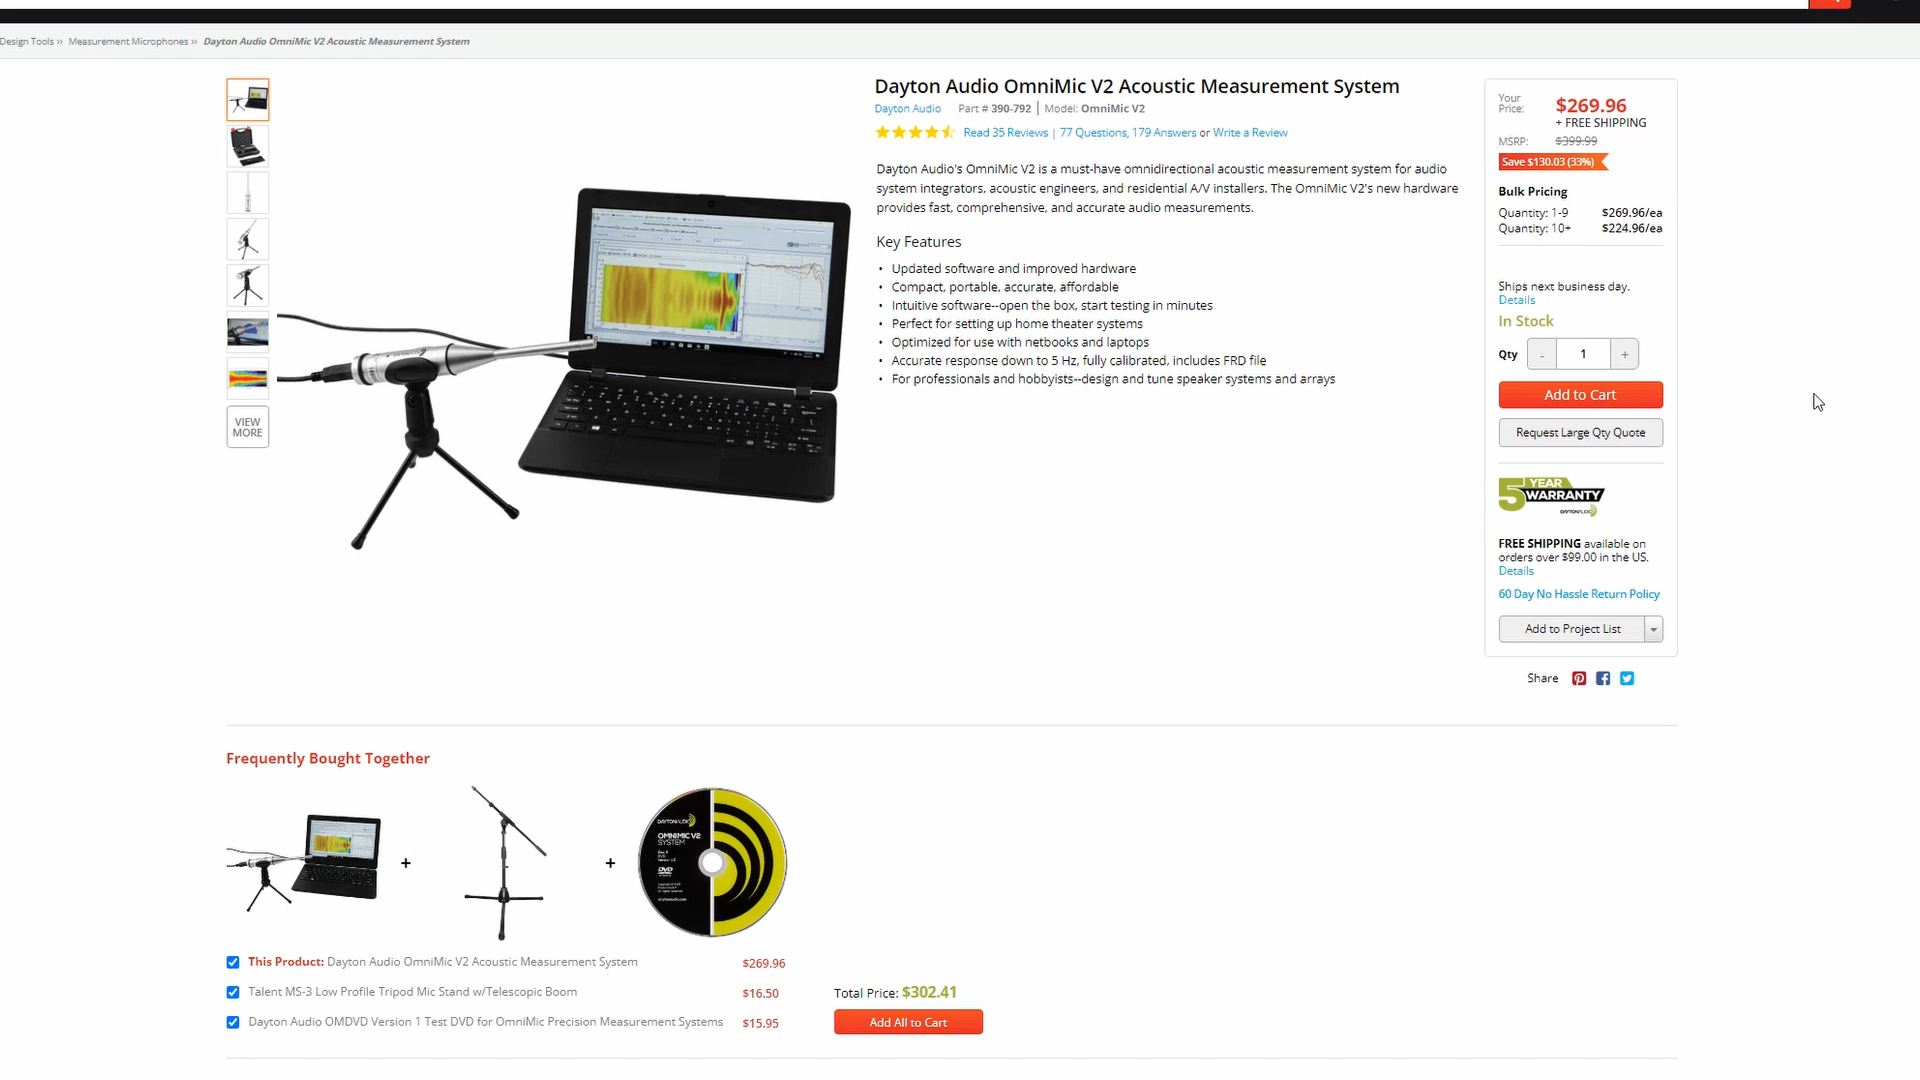 Design Tools » Measurement Microphones » Dayton Audio OmniMic V2 Acoustic Measurement System
Dayton Audio OmniMic V2 Acoustic Measurement System
Dayton Audio Part # 390-792 | Model: OmniMic V2
Read 35 Reviews | 77 Questions, 179 Answers or Write a Review
Dayton Audio's OmniMic V2 is a must-have omnidirectional acoustic measurement system for audio
system integrators, acoustic engineers, and residential A/V installers. The OmniMic V2's new hardware
provides fast, comprehensive, and accurate audio measurements.
Key Features
• Updated software and improved hardware
• Compact, portable, accurate, affordable
• Intuitive software--open the box, start testing in minutes
• Perfect for setting up home theater systems
• Optimized for use with netbooks and laptops
• Accurate response down to 5 Hz, fully calibrated, includes FRD file
• For professionals and hobbyists--design and tune speaker systems and arrays
VIEW
MORE
Your
Price:
$269.96
+ FREE SHIPPING
MSRP: $399.99
Save $130.03 (33%)
Bulk Pricing
Quantity: 1-9 $269.96/ea
Quantity: 10+ $224.96/ea
Ships next business day.
Details
In Stock
Qty - 1 +
Add to Cart
Request Large Qty Quote
5 YEAR
WARRANTY
DAYTON AUDIO
FREE SHIPPING available on
orders over $99.00 in the US.
Details
60 Day No Hassle Return Policy
Add to Project List
Share
Frequently Bought Together
+ +
DAYTON AUDIO
OMNIMIC V2
SYSTEM
DVD
This Product: Dayton Audio OmniMic V2 Acoustic Measurement System $269.96
Talent MS-3 Low Profile Tripod Mic Stand w/Telescopic Boom $16.50
Dayton Audio OMDVD Version 1 Test DVD for OmniMic Precision Measurement Systems $15.95
Total Price: $302.41
Add All to Cart